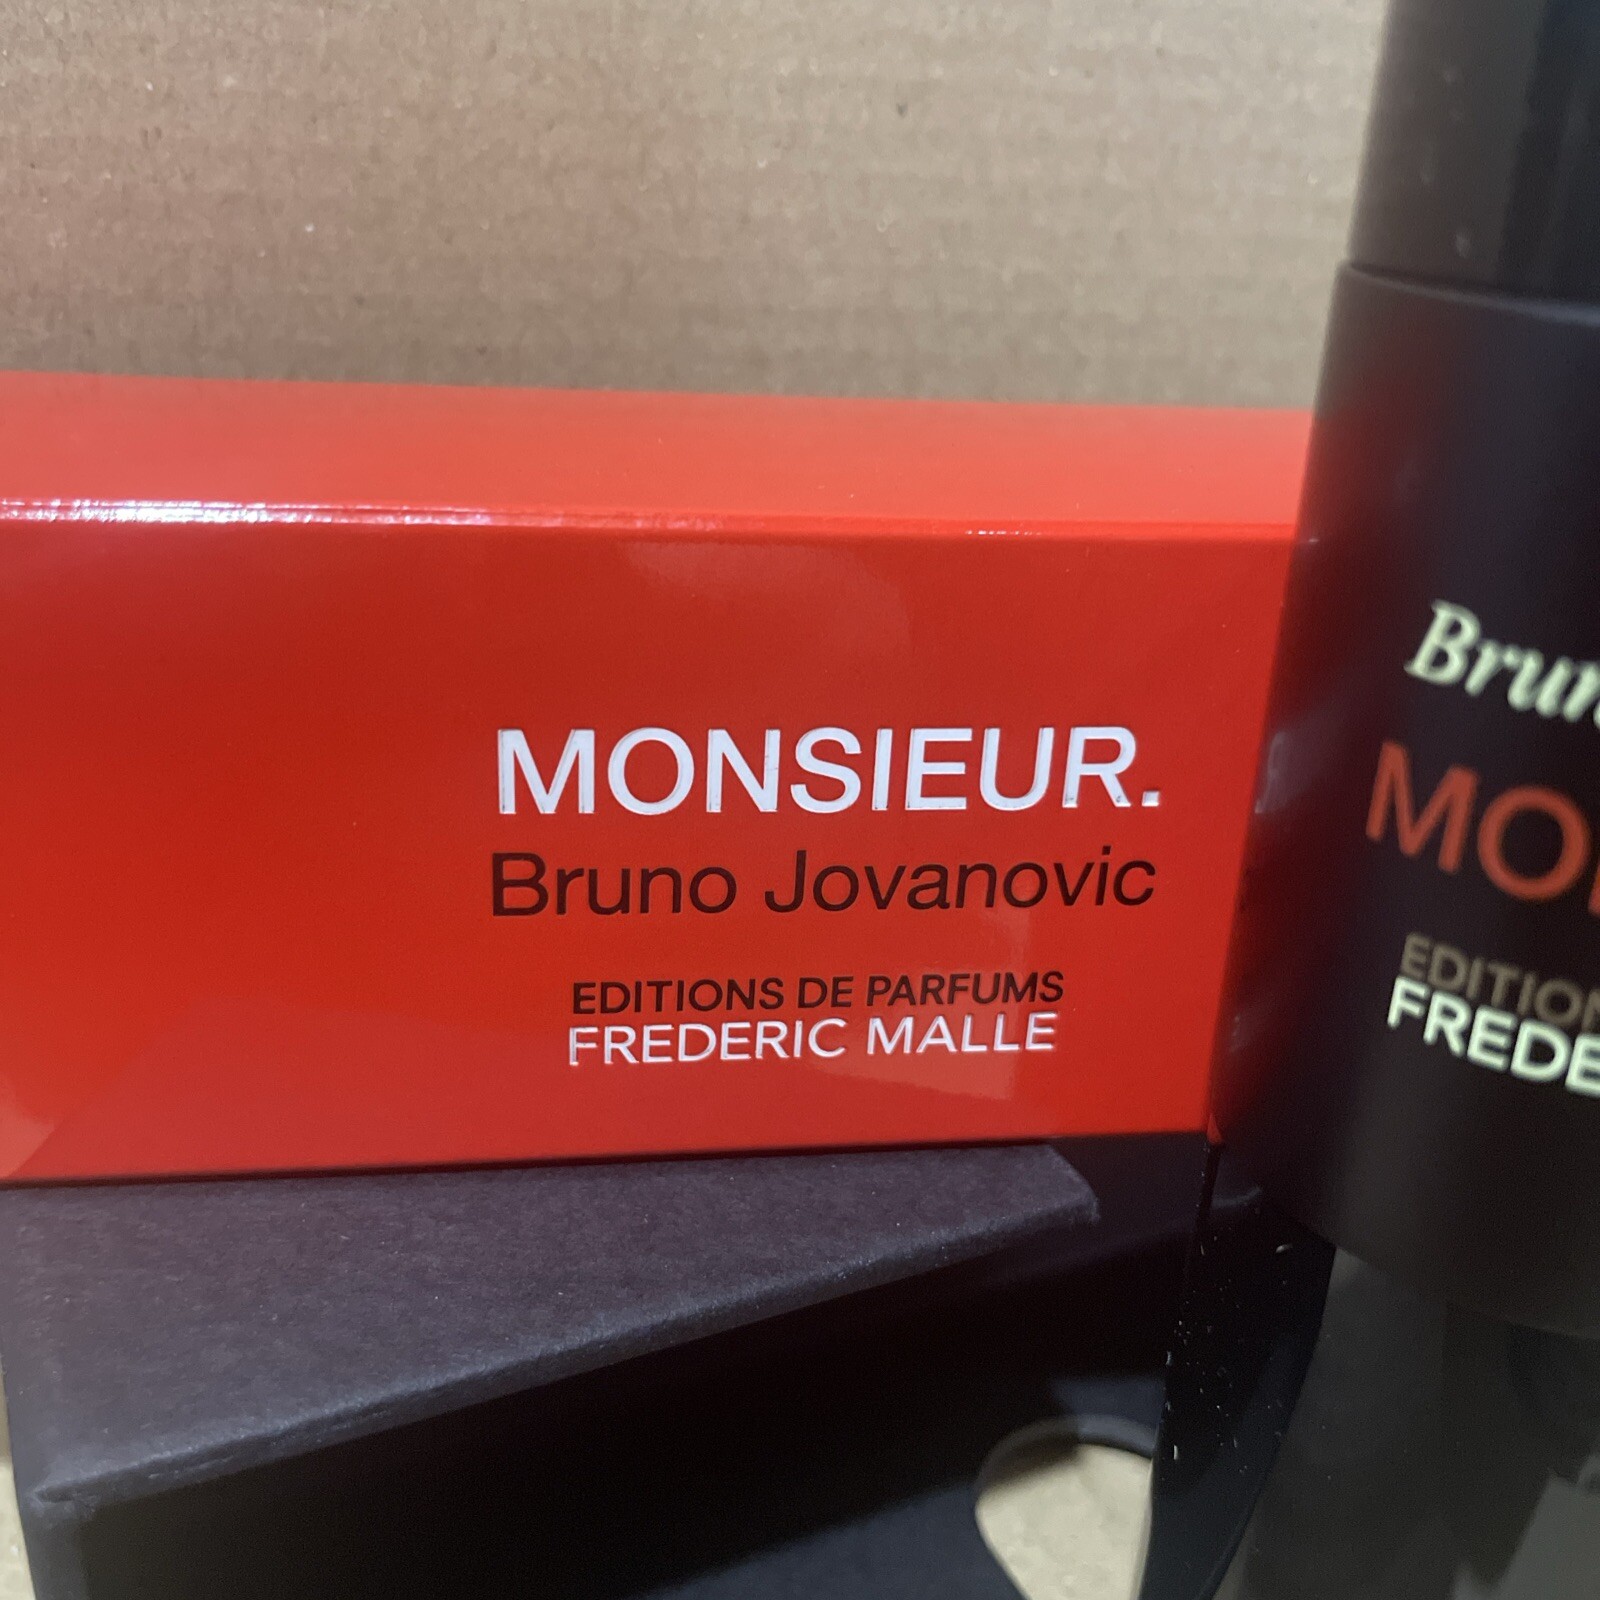 MONSIEUR.
Bruno Jovanovic
EDITIONS DE PARFUMS
FREDERIC MALLE